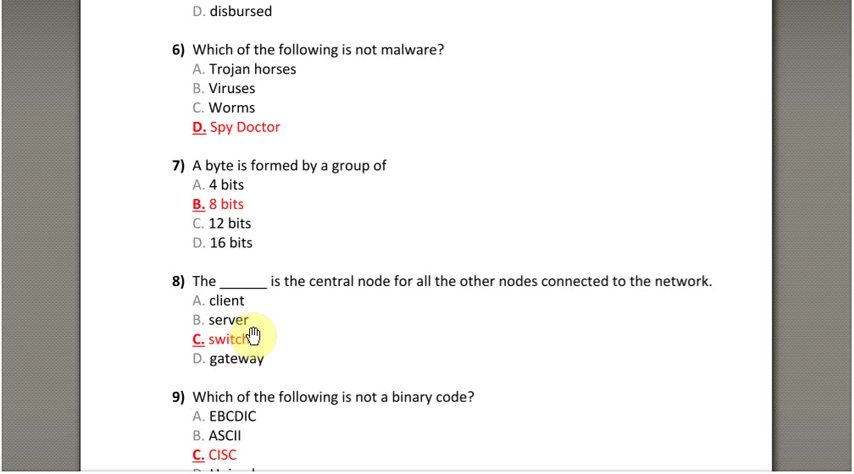 D. disbursed
6) Which of the following is not malware?
A. Trojan horses
B. Viruses
C. Worms
D. Spy Doctor
7) A byte is formed by a group of
A. 4 bits
B. 8 bits
C. 12 bits
D. 16 bits
8) The ______ is the central node for all the other nodes connected to the network.
A. client
B. server
C. switch
D. gateway
9) Which of the following is not a binary code?
A. EBCDIC
B. ASCII
C. CISC